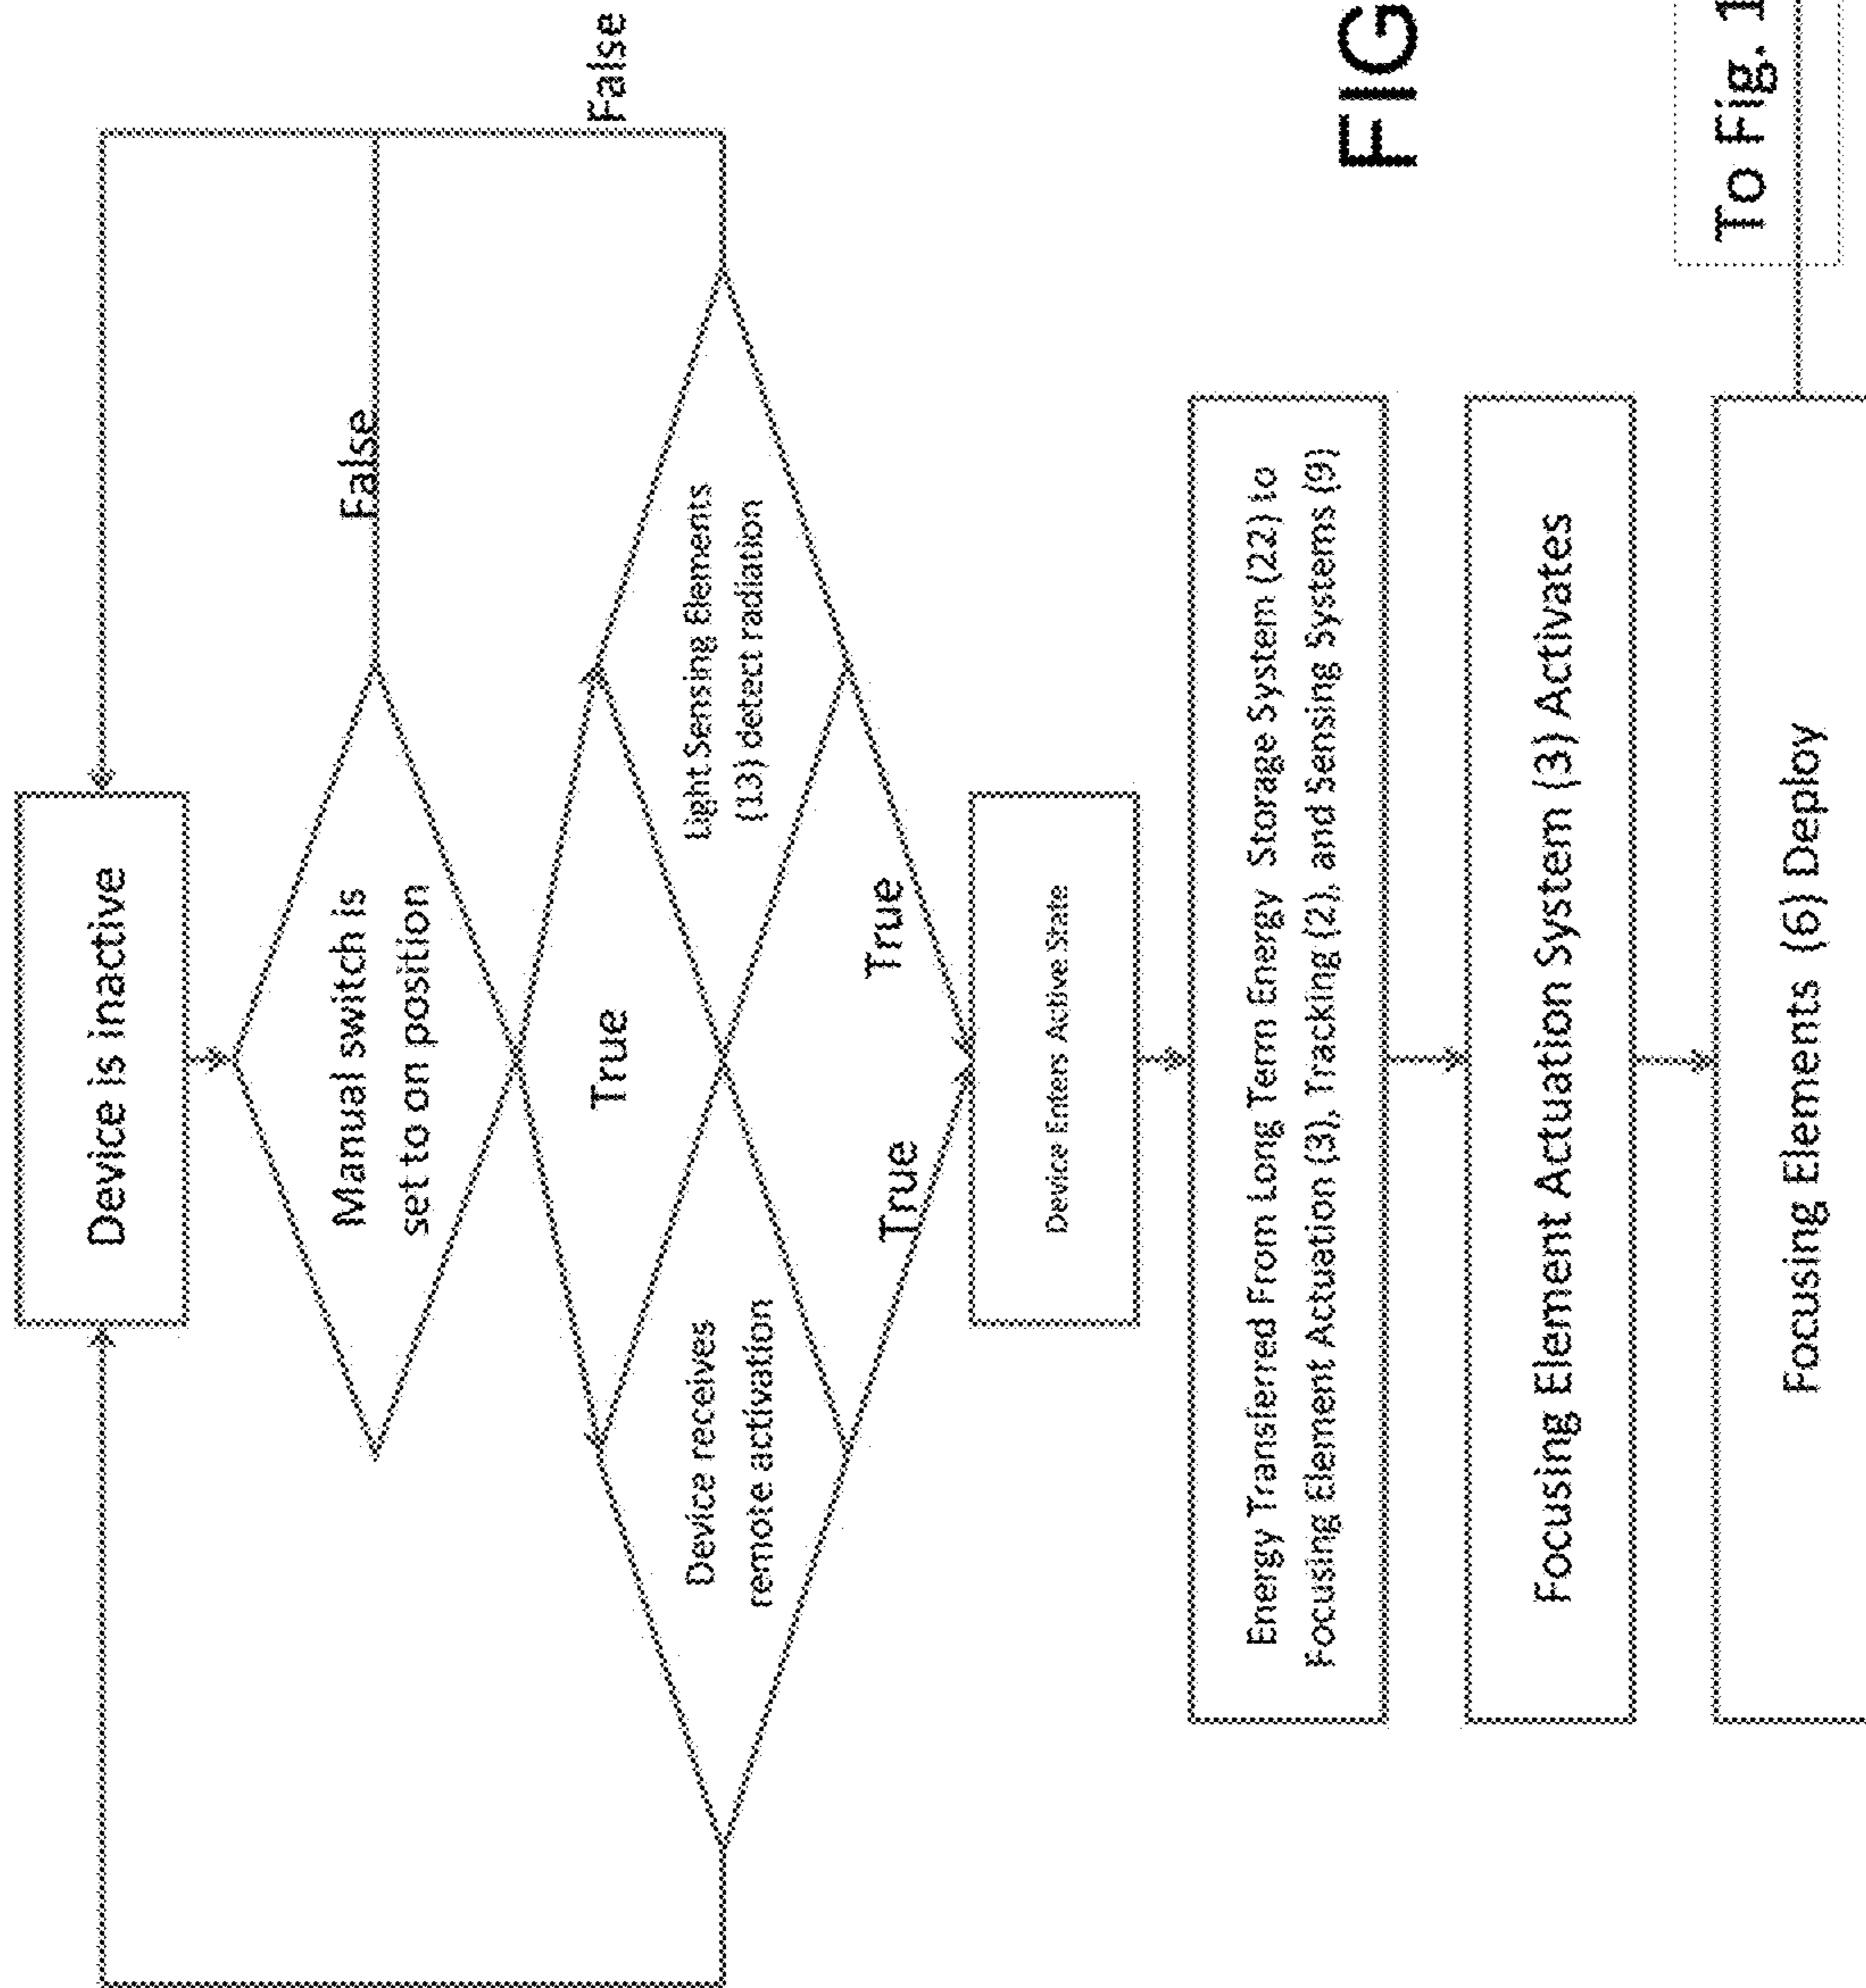 Device is inactive
Manual switch is
set to on position
False
True
False
Device receives
remote activation
Light Sensing Elements
(13) detect radiation
True
True
Device Enters Active State
Energy Transferred From Long Term Energy Storage System (22) to
Focusing Element Actuation (3), Tracking (2), and Sensing Systems (9)
Focusing Element Actuation System (3) Activates
Focusing Elements (6) Deploy
FIG
To Fig. 1